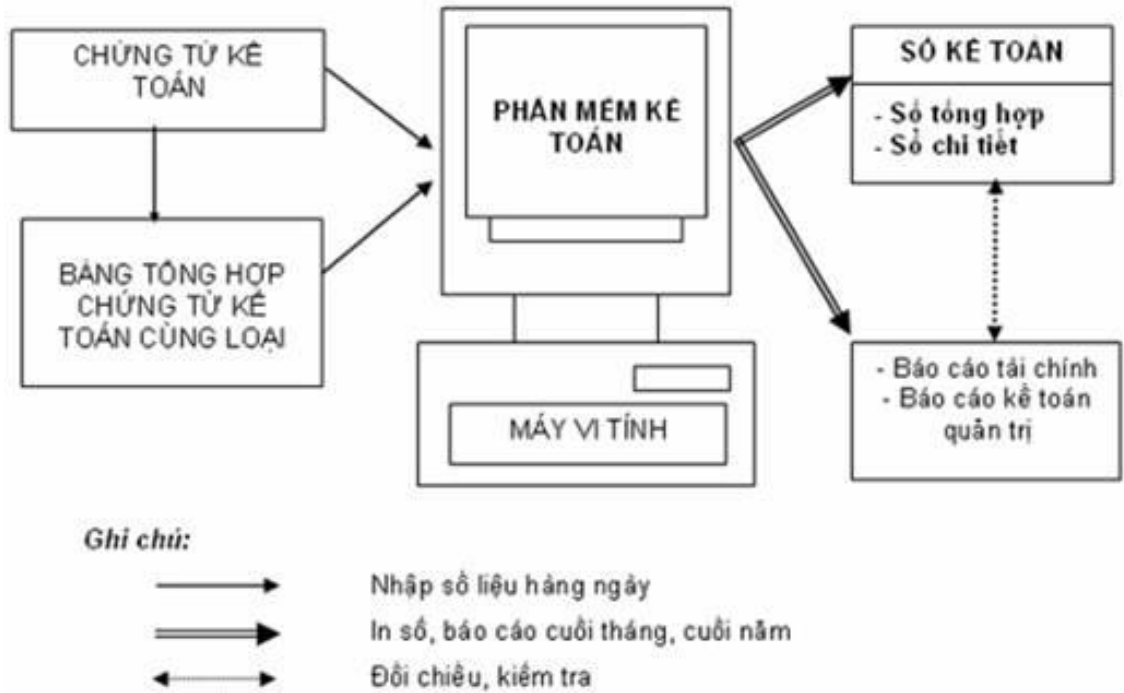 CHỨNG TỪ KẾ
TOÁN
BẢNG TỔNG HỢP
CHỨNG TỪ KẾ
TOÁN CÙNG LOẠI
PHẦN MỀM KẾ
TOÁN
MÁY VI TÍNH
SỔ KẾ TOÁN
- Sổ tổng hợp
- Sổ chi tiết
- Báo cáo tài chính
- Báo cáo kế toán
quản trị
Ghi chú:
Nhập số liệu hàng ngày
In sổ, báo cáo cuối tháng, cuối năm
Đối chiếu, kiểm tra